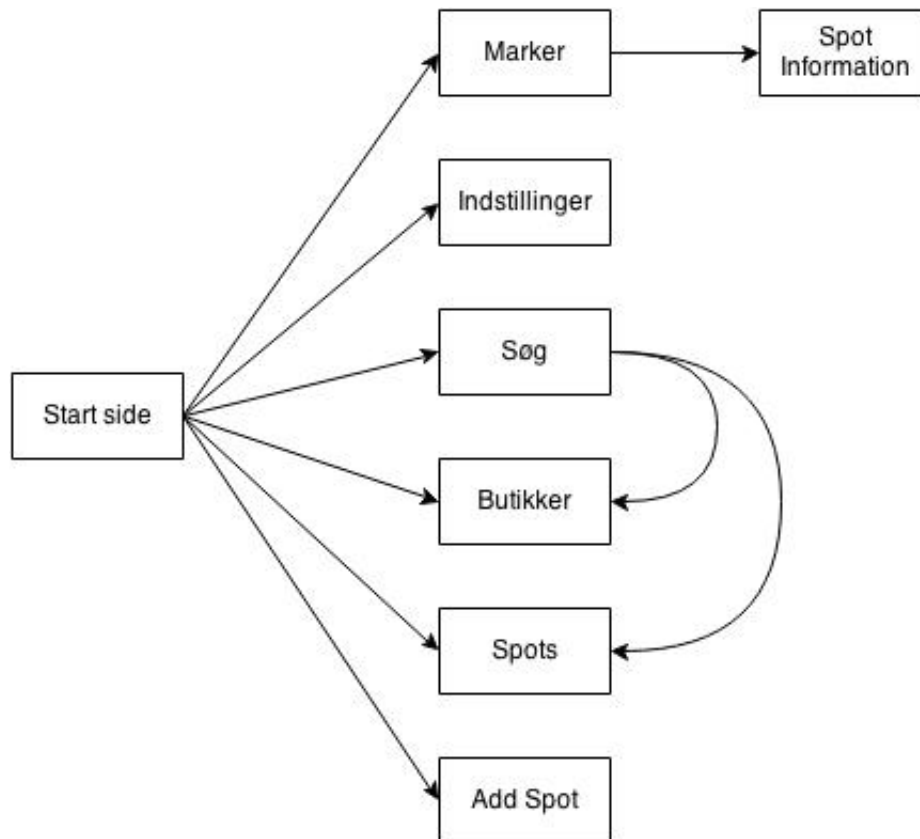 Marker
Spot
Information
Indstillinger
Søg
Start side
Butikker
Spots
Add Spot